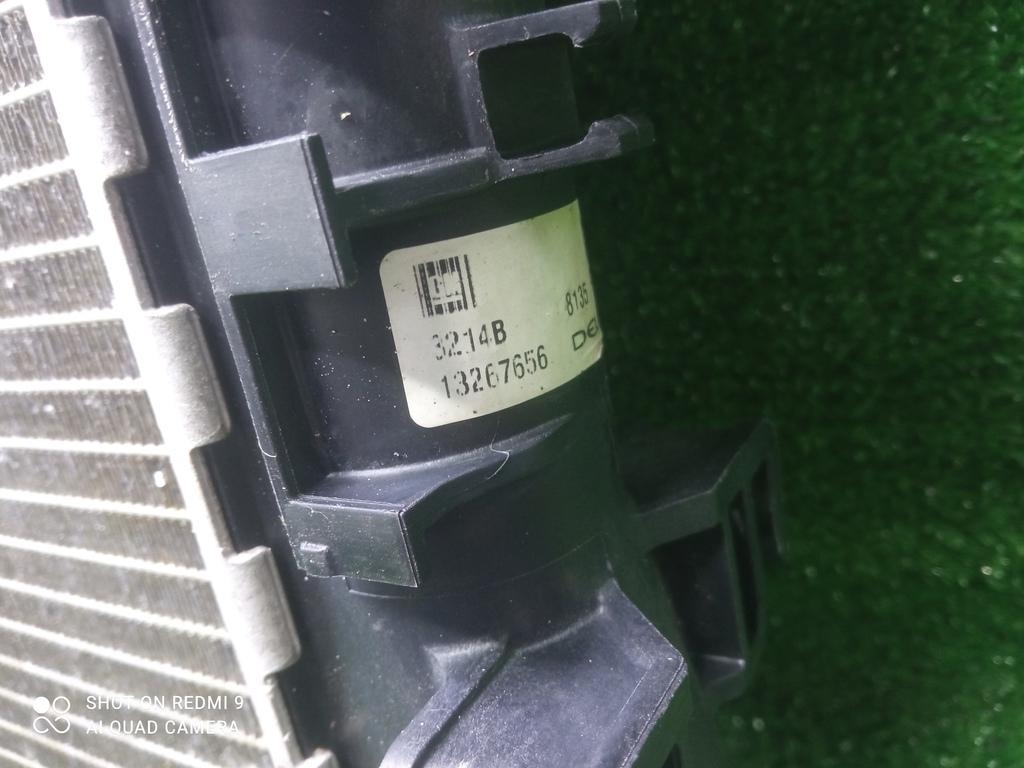 3214B
8135
13267656
SHOT ON REDMI 9
AI QUAD CAMERA